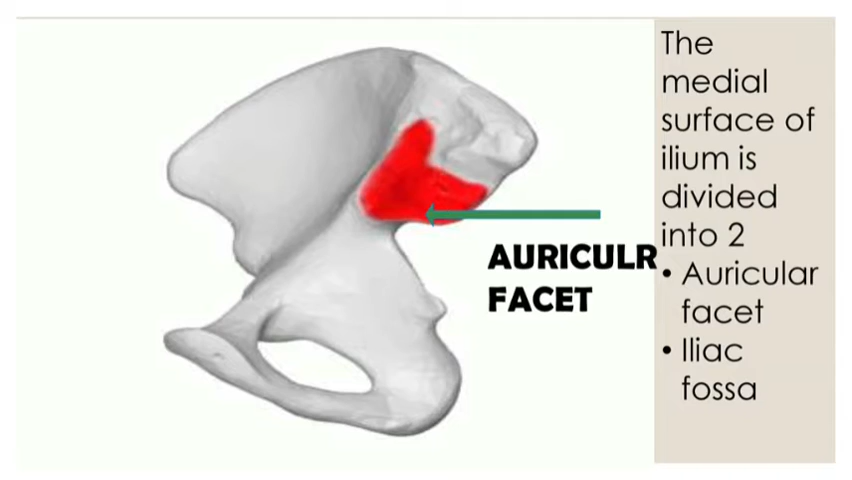 AURICULR
FACET
The
medial
surface of
ilium is
divided
into 2
• Auricular
facet
• Iliac
fossa